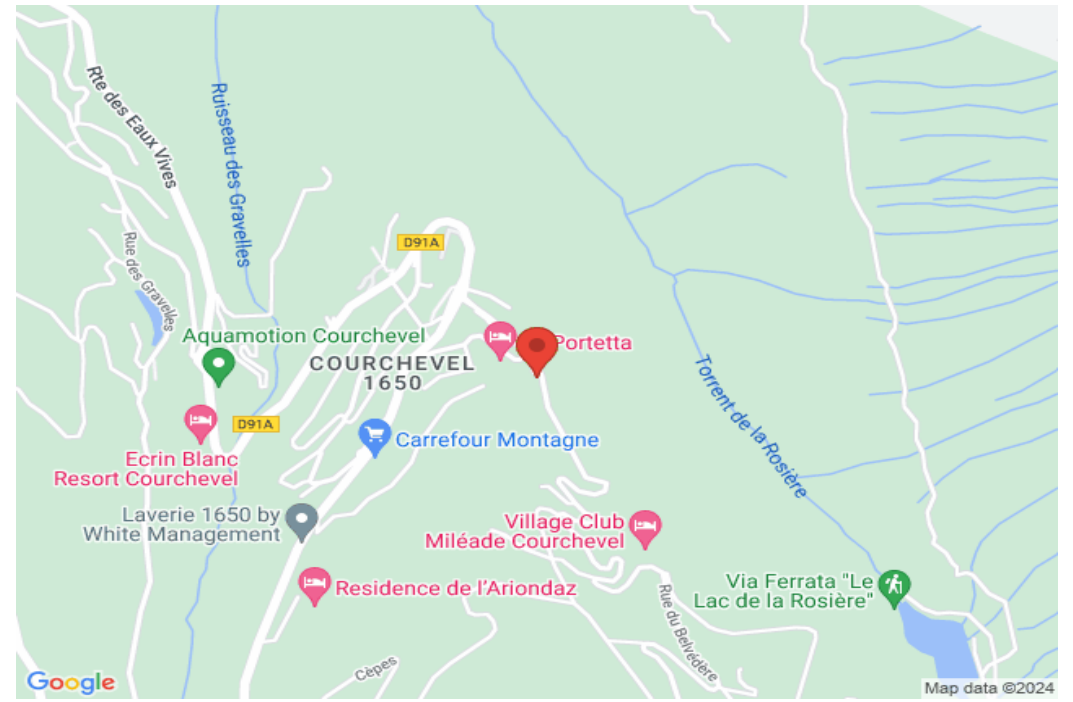 Rte des Eaux Vives
Ruisseau des Gravelles
D91A
Rue des Gravelles
Aquamotion Courchevel
Portetta
COURCHEVEL
1650
Torrent de la Rosière
D91A
Carrefour Montagne
Ecrin Blanc
Resort Courchevel
Laverie 1650 by
White Management
Village Club
Miléade Courchevel
Residence de l'Ariondaz
Via Ferrata "Le
Lac de la Rosière"
Rue du Belvédère
Cèpes
Google
Map data ©2024